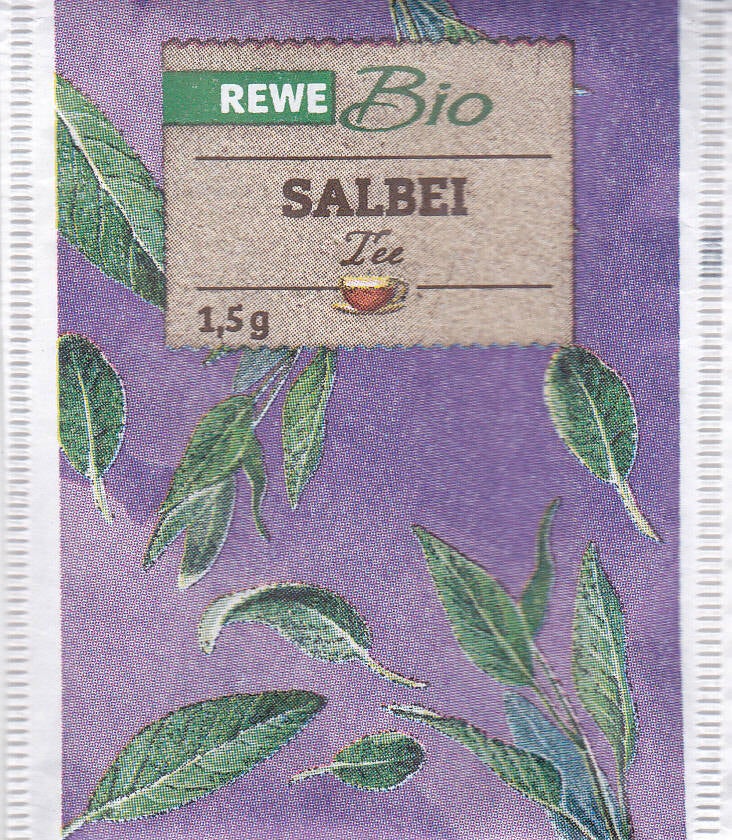 REWE Bio
SALBEI
Tee
1,5 g